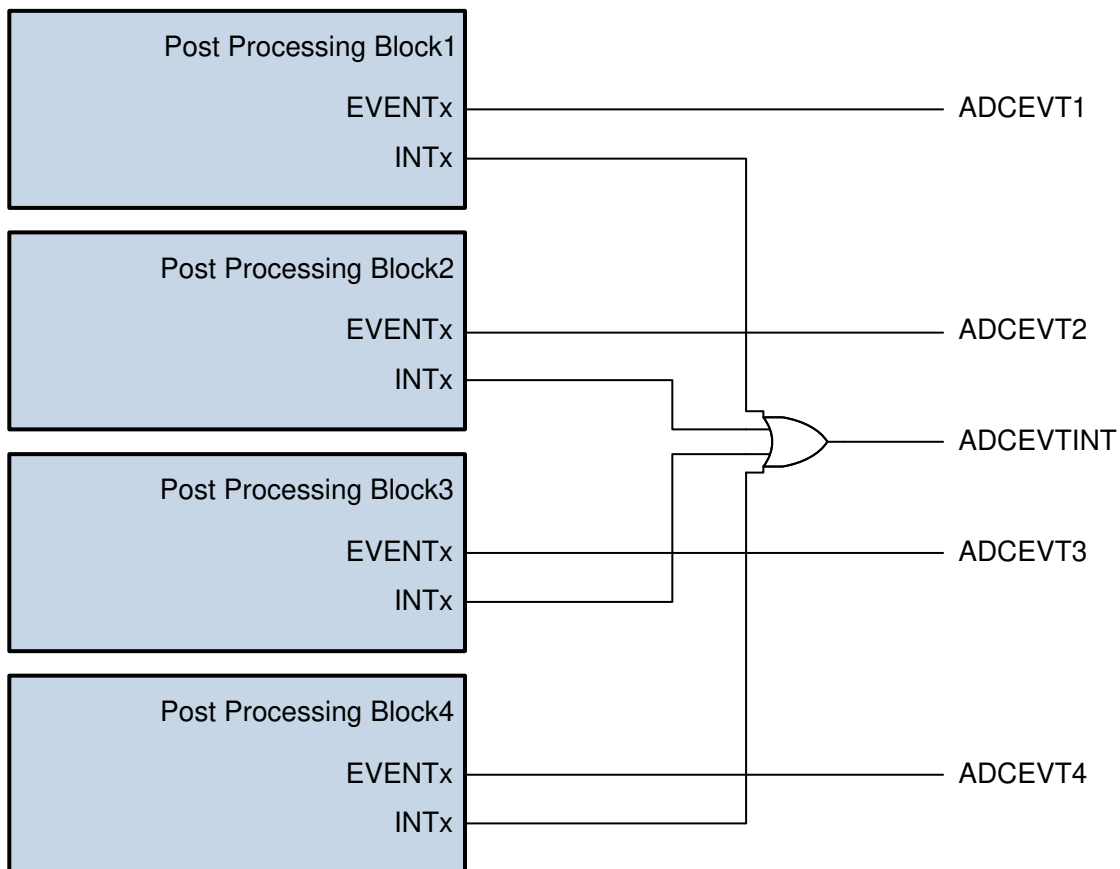 Post Processing Block1
EVENTx
ADCEVT1
INTx
Post Processing Block2
EVENTx
ADCEVT2
INTx
ADCEVTINT
Post Processing Block3
EVENTx
ADCEVT3
INTx
Post Processing Block4
EVENTx
ADCEVT4
INTx